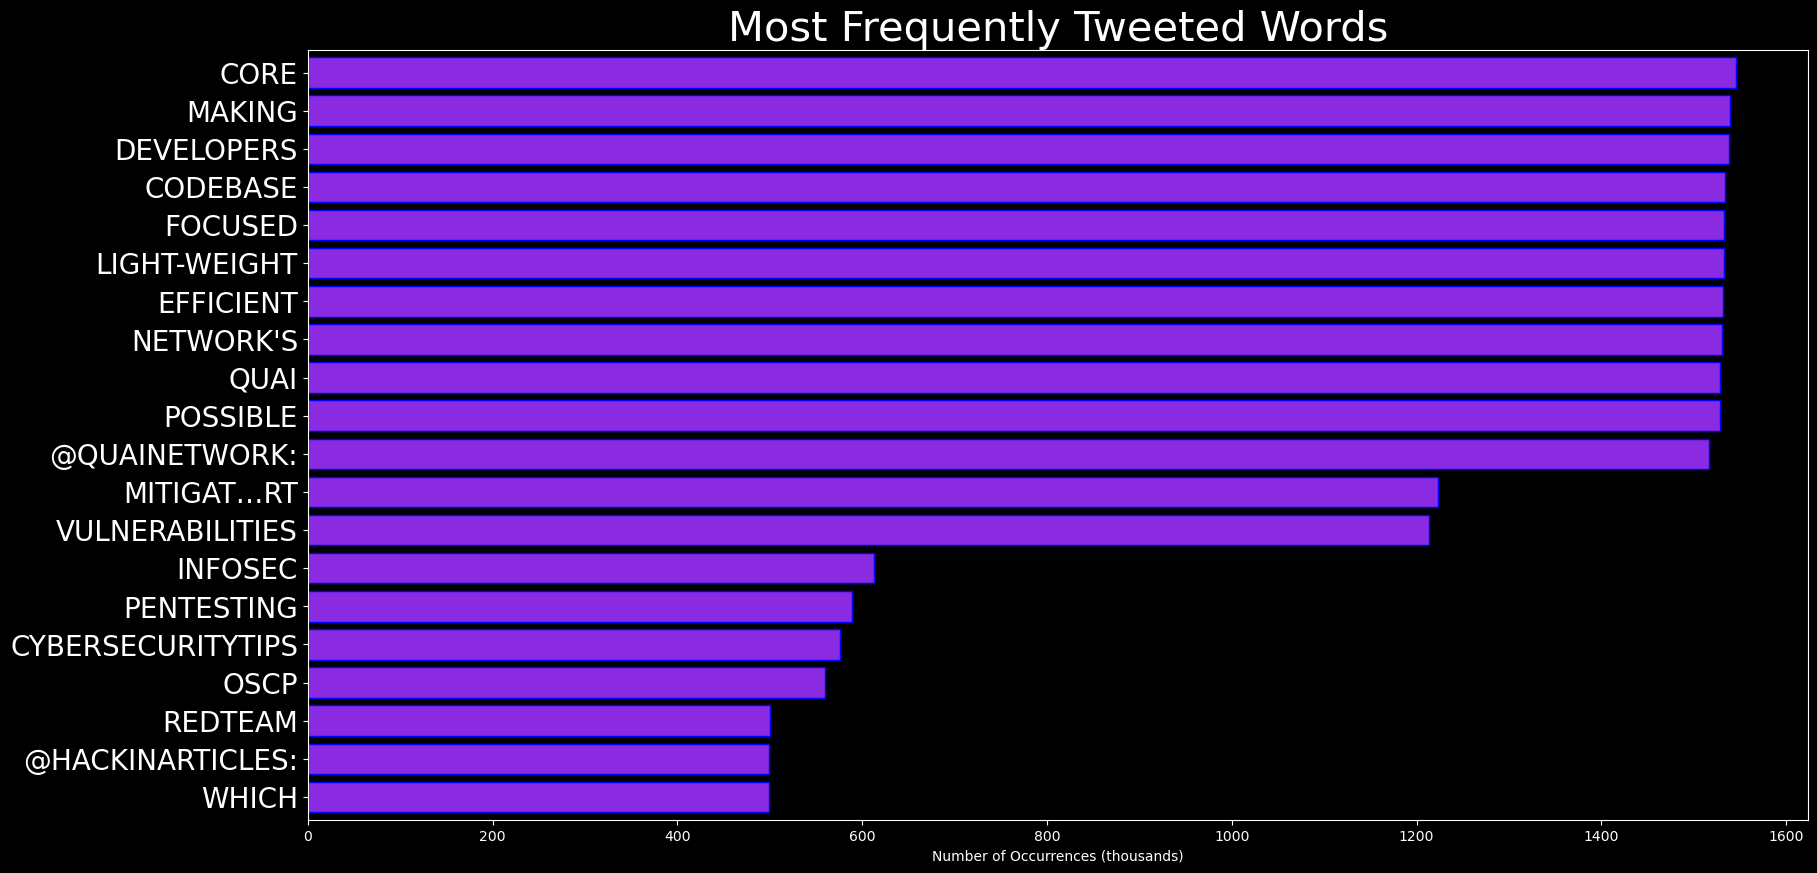 Most Frequently Tweeted Words
CORE
MAKING
DEVELOPERS
CODEBASE
FOCUSED
LIGHT-WEIGHT
EFFICIENT
NETWORK'S
QUAI
POSSIBLE
@QUAINETWORK:
MITIGAT…RT
VULNERABILITIES
INFOSEC
PENTESTING
CYBERSECURITYTIPS
OSCP
REDTEAM
@HACKINARTICLES:
WHICH
0 200 400 600 800 1000 1200 1400 1600
Number of Occurrences (thousands)